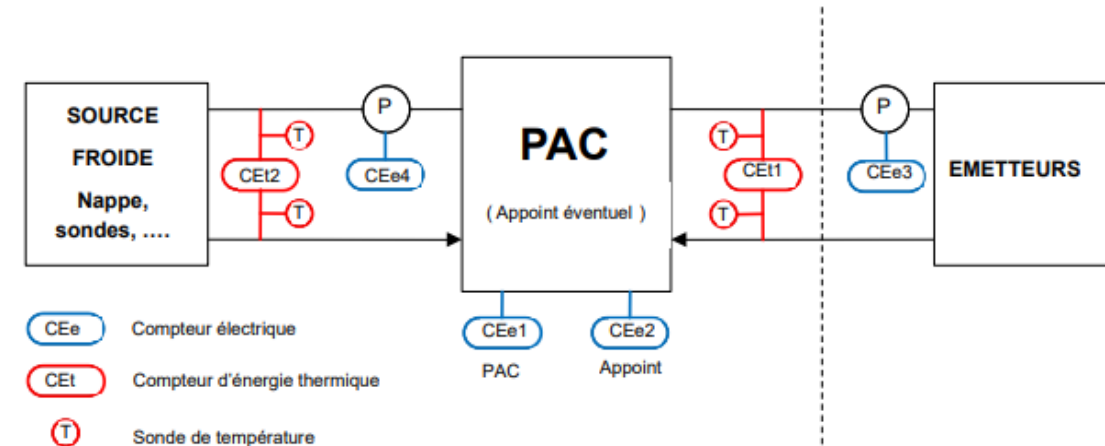 SOURCE
FROIDE
Nappe,
sondes, ....
T
CEt2
T
P
CEe4
PAC
( Appoint éventuel )
T
CEt1
T
P
CEe3
EMETTEURS
CEe1
PAC
CEe2
Appoint
CEe Compteur électrique
CEt Compteur d'énergie thermique
T Sonde de température